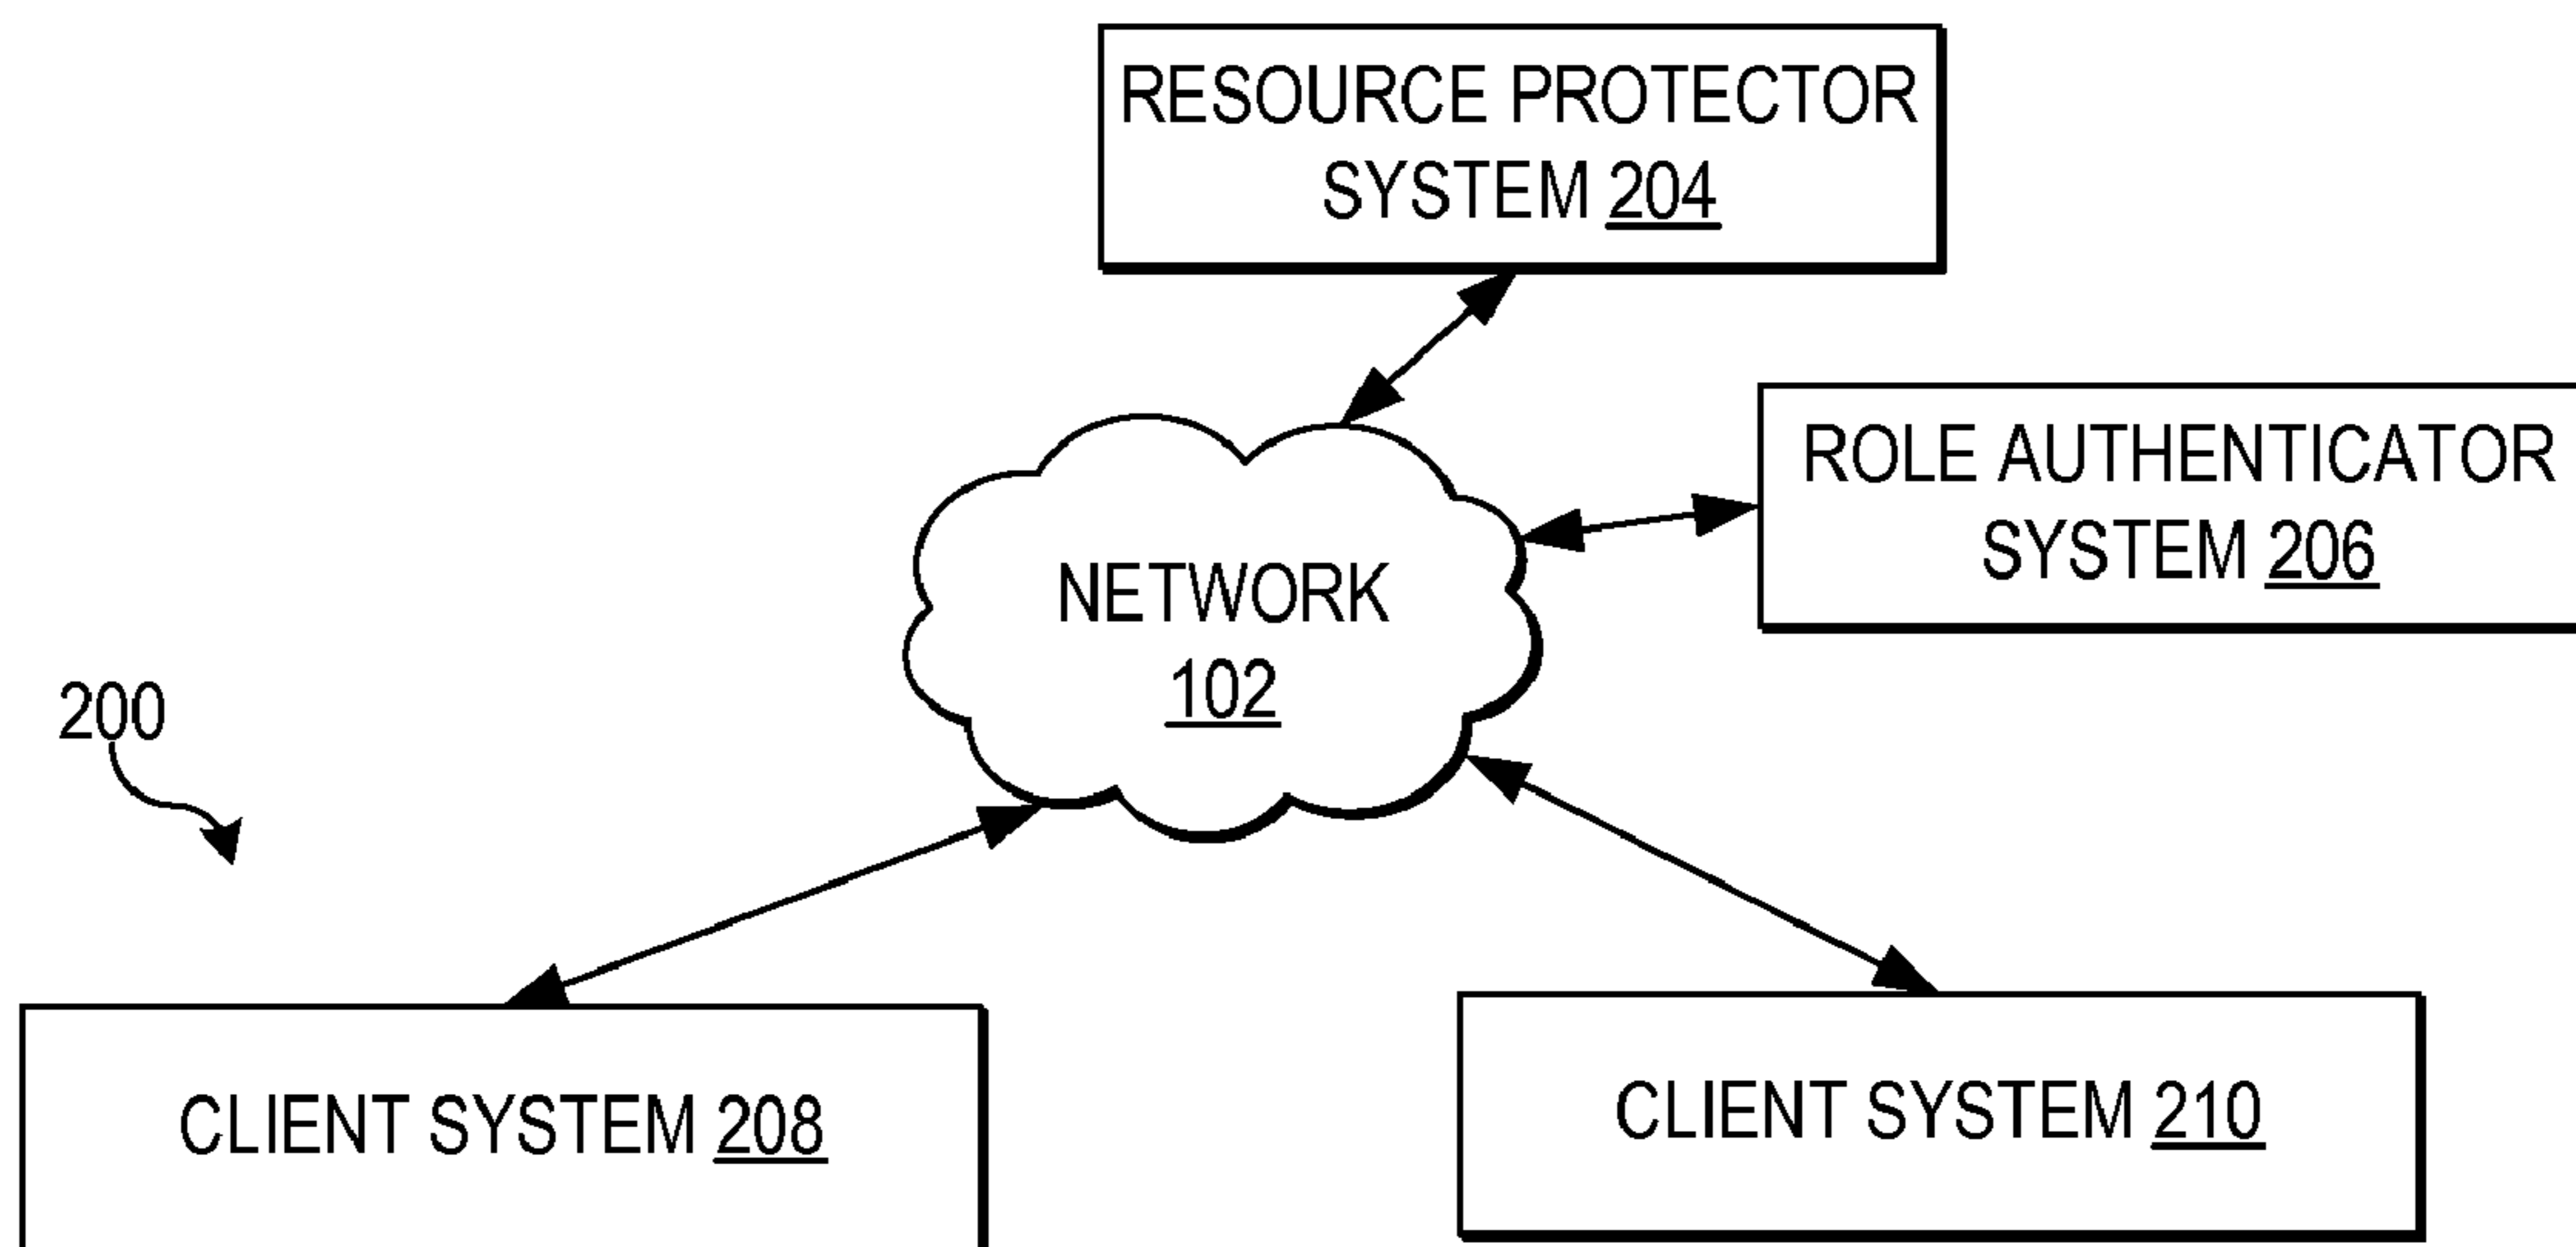 RESOURCE PROTECTOR
SYSTEM 204
ROLE AUTHENTICATOR
SYSTEM 206
NETWORK
102
200
CLIENT SYSTEM 208
CLIENT SYSTEM 210